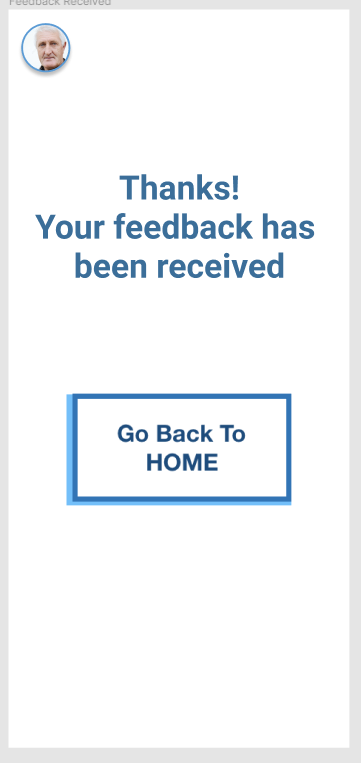 Feedback Received
Thanks!
Your feedback has
been received
Go Back To
HOME